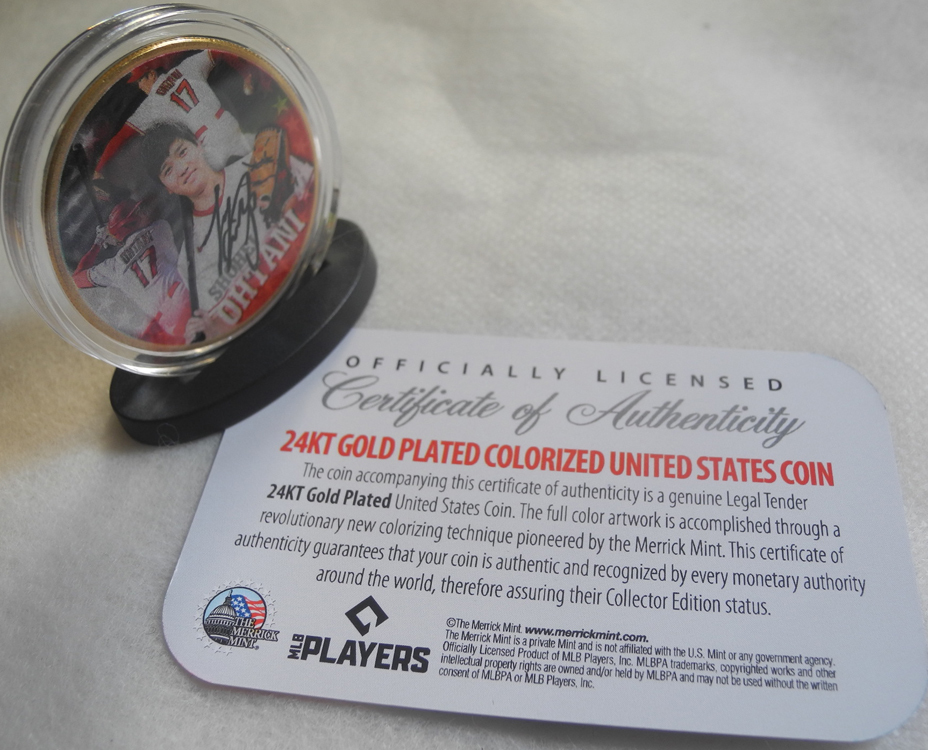 OHTANI
17
OHTANI
17
SHOHEI
OHTANI
OFFICIALLY LICENSED
Certificate of Authenticity
24KT GOLD PLATED COLORIZED UNITED STATES COIN
The coin accompanying this certificate of authenticity is a genuine Legal Tender
24KT Gold Plated United States Coin. The full color artwork is accomplished through a
revolutionary new colorizing technique pioneered by the Merrick Mint. This certificate of
authenticity guarantees that your coin is authentic and recognized by every monetary authority
around the world, therefore assuring their Collector Edition status.
THE
MERRICK
MINT
MLB PLAYERS
©The Merrick Mint. www.merrickmint.com.
The Merrick Mint is a private Mint and is not affiliated with the U.S. Mint or any government agency.
Officially Licensed Product of MLB Players, Inc. MLBPA trademarks, copyrighted works and other
intellectual property rights are owned and/or held by MLBPA and may not be used without the written
consent of MLBPA or MLB Players, Inc.